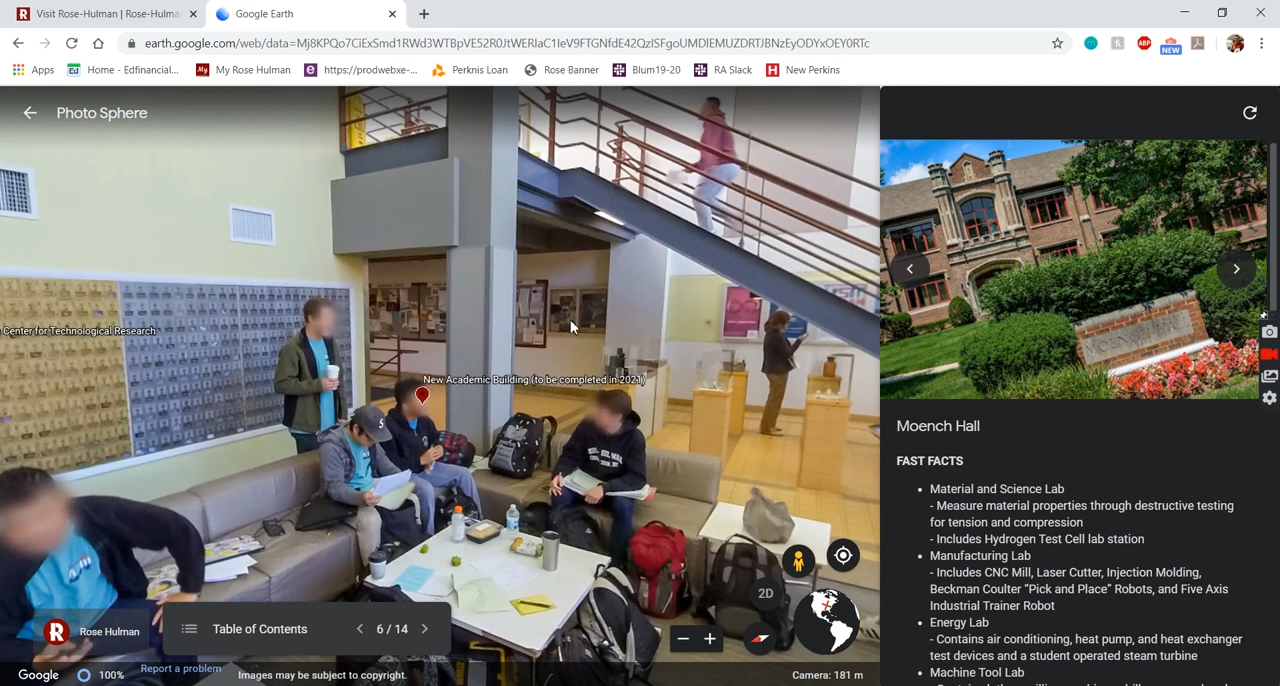 Visit Rose-Hulman | Rose-Hulma
Google Earth
earth.google.com/web/data=Mj8KPQo7CiExSmd1RWd3WTBpVE52R0JtWERIaC1IeV9FTGNfdE42QzISFgoUMDlEMUZDRTJBNzEyODYxOEY0RTc
Apps
Home - Edfinancial...
My Rose Hulman
https://prodwebxe-...
Perknis Loan
Rose Banner
Blum19-20
RA Slack
New Perkins
ABP
NEW
Photo Sphere
Center for Technological Research
New Academic Building (to be completed in 2021)
MOENCH HALL
Moench Hall
FAST FACTS
• Material and Science Lab
- Measure material properties through destructive testing
for tension and compression
- Includes Hydrogen Test Cell lab station
• Manufacturing Lab
- Includes CNC Mill, Laser Cutter, Injection Molding,
Beckman Coulter “Pick and Place” Robots, and Five Axis
Industrial Trainer Robot
• Energy Lab
- Contains air conditioning, heat pump, and heat exchanger
test devices and a student operated steam turbine
• Machine Tool Lab
2D
R Rose Hulman
Table of Contents
6 / 14
Google
100%
Report a problem
Images may be subject to copyright.
Camera: 181 m